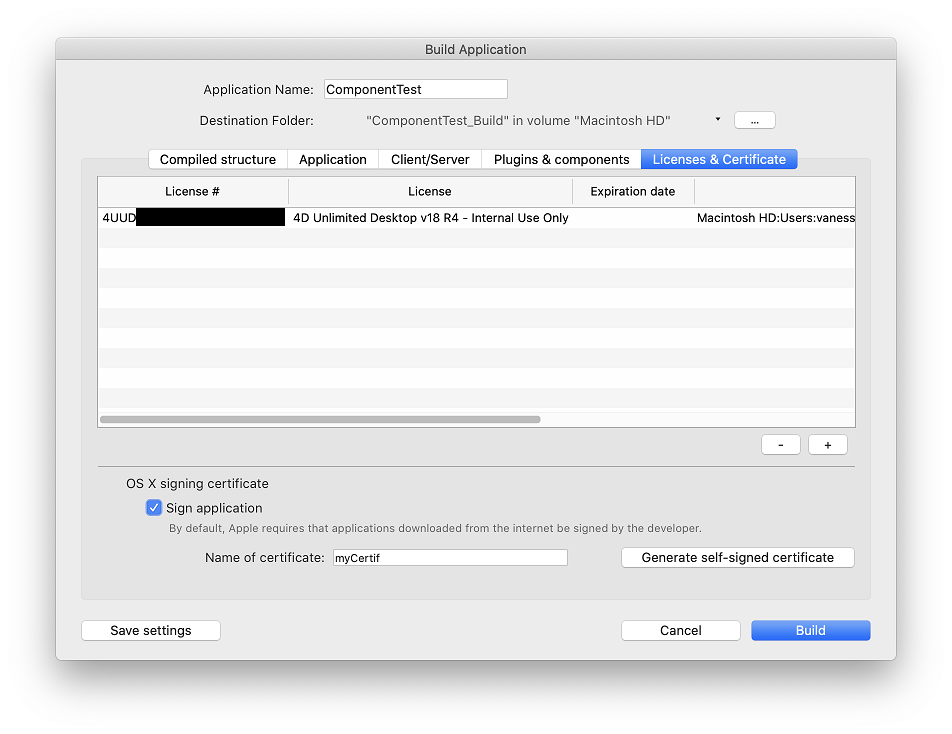 Build Application
Application Name: ComponentTest
Destination Folder: "ComponentTest_Build" in volume "Macintosh HD" ...
Compiled structure Application Client/Server Plugins & components Licenses & Certificate
License # License Expiration date
4UUD 4D Unlimited Desktop v18 R4 - Internal Use Only Macintosh HD:Users:vaness
- +
OS X signing certificate
Sign application
By default, Apple requires that applications downloaded from the internet be signed by the developer.
Name of certificate: myCertif Generate self-signed certificate
Save settings Cancel Build